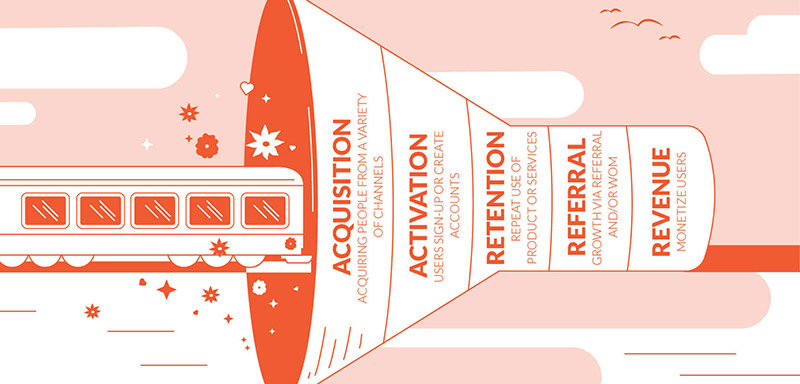 ACQUISITION
ACQUIRING PEOPLE FROM A VARIETY
OF CHANNELS
ACTIVATION
USERS SIGN-UP OR CREATE
ACCOUNTS
RETENTION
REPEAT USE OF
PRODUCT OR SERVICES
REFERRAL
GROWTH VIA REFERRAL
AND/OR WOM
REVENUE
MONETIZE USERS